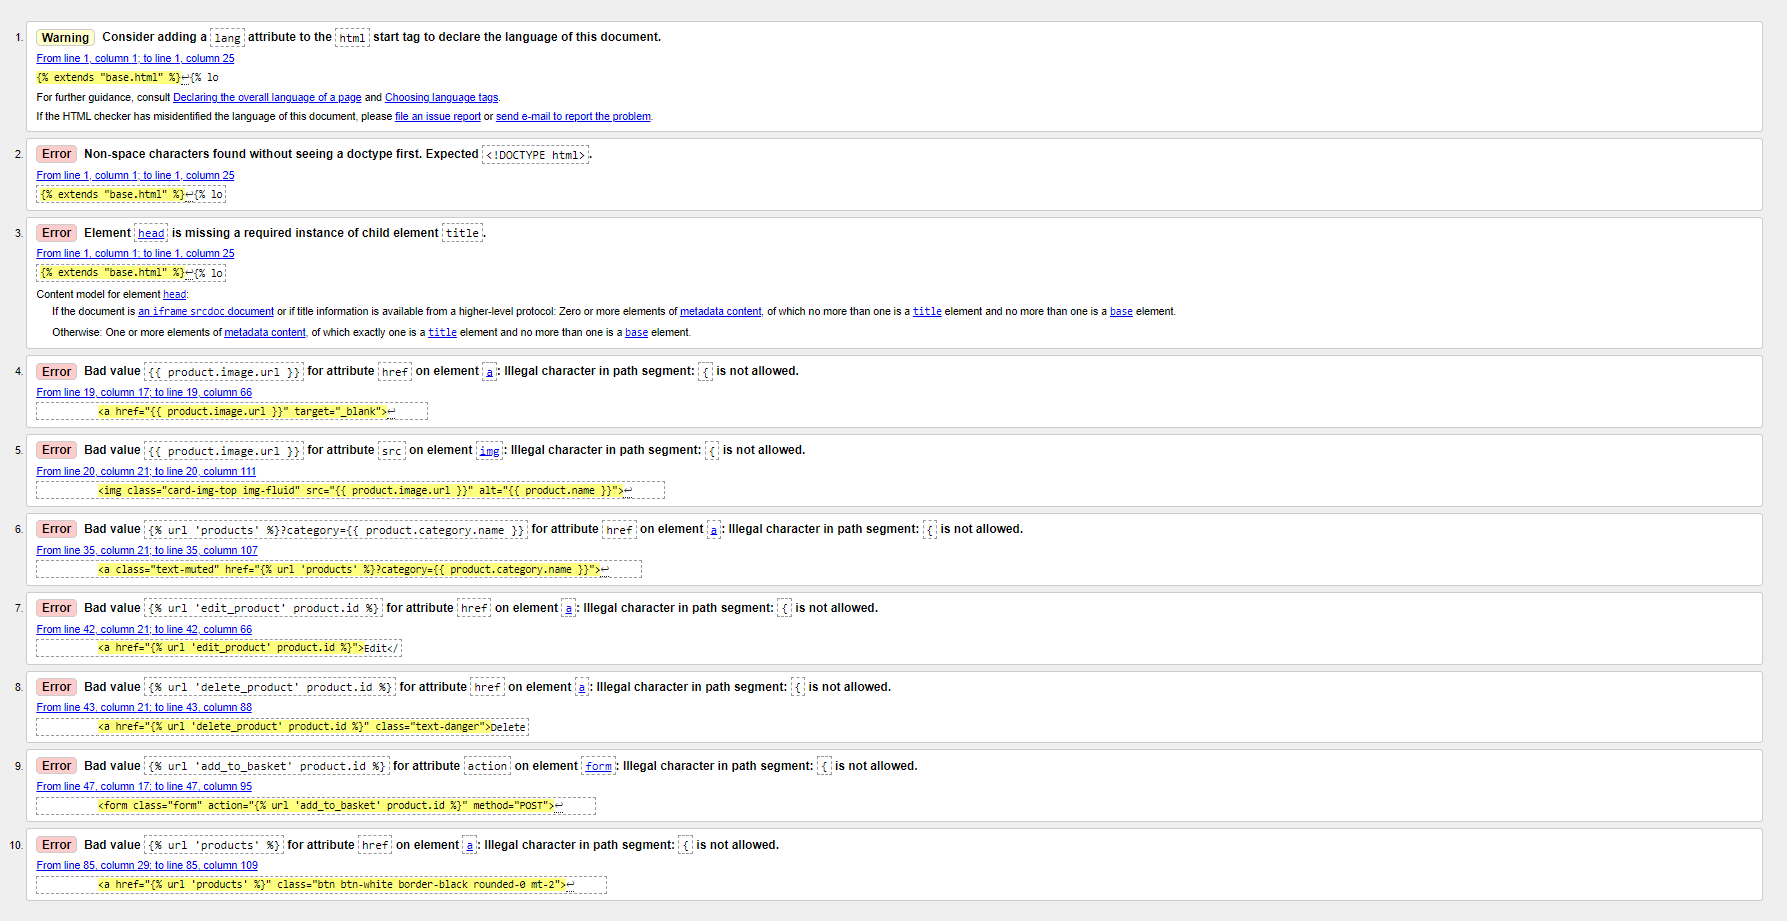 1. Warning Consider adding a lang attribute to the html start tag to declare the language of this document.
From line 1, column 1; to line 1, column 25
{% extends "base.html" %}↩{% lo
For further guidance, consult Declaring the overall language of a page and Choosing language tags.
If the HTML checker has misidentified the language of this document, please file an issue report or send e-mail to report the problem.
2. Error Non-space characters found without seeing a doctype first. Expected <!DOCTYPE html>.
From line 1, column 1; to line 1, column 25
{% extends "base.html" %}↩{% lo
3. Error Element head is missing a required instance of child element title.
From line 1, column 1; to line 1, column 25
{% extends "base.html" %}↩{% lo
Content model for element head:
If the document is an iframe srcdoc document or if title information is available from a higher-level protocol: Zero or more elements of metadata content, of which no more than one is a title element and no more than one is a base element.
Otherwise: One or more elements of metadata content, of which exactly one is a title element and no more than one is a base element.
4. Error Bad value {{ product.image.url }} for attribute href on element a: Illegal character in path segment: { is not allowed.
From line 19, column 17; to line 19, column 66
<a href="{{ product.image.url }}" target="_blank">↩
5. Error Bad value {{ product.image.url }} for attribute src on element img: Illegal character in path segment: { is not allowed.
From line 20, column 21; to line 20, column 111
<img class="card-img-top img-fluid" src="{{ product.image.url }}" alt="{{ product.name }}">↩
6. Error Bad value {% url 'products' %}?category={{ product.category.name }} for attribute href on element a: Illegal character in path segment: { is not allowed.
From line 35, column 21; to line 35, column 107
<a class="text-muted" href="{% url 'products' %}?category={{ product.category.name }}">↩
7. Error Bad value {% url 'edit_product' product.id %} for attribute href on element a: Illegal character in path segment: { is not allowed.
From line 42, column 21; to line 42, column 66
<a href="{% url 'edit_product' product.id %}">Edit</
8. Error Bad value {% url 'delete_product' product.id %} for attribute href on element a: Illegal character in path segment: { is not allowed.
From line 43, column 21; to line 43, column 88
<a href="{% url 'delete_product' product.id %}" class="text-danger">Delete
9. Error Bad value {% url 'add_to_basket' product.id %} for attribute action on element form: Illegal character in path segment: { is not allowed.
From line 47, column 17; to line 47, column 95
<form class="form" action="{% url 'add_to_basket' product.id %}" method="POST">↩
10. Error Bad value {% url 'products' %} for attribute href on element a: Illegal character in path segment: { is not allowed.
From line 85, column 29; to line 85, column 109
<a href="{% url 'products' %}" class="btn btn-white border-black rounded-0 mt-2">↩